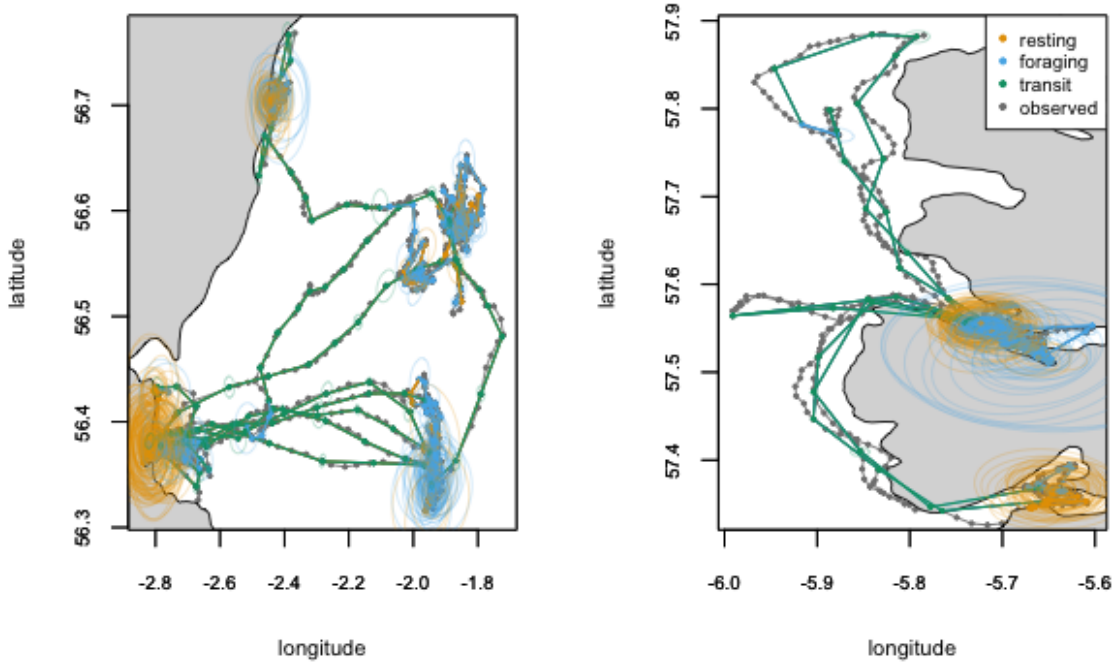 56.7
56.6
56.5
56.4
56.3
latitude
-2.8 -2.6 -2.4 -2.2 -2.0 -1.8
longitude
57.9
57.8
57.7
57.6
57.5
57.4
latitude
-6.0 -5.9 -5.8 -5.7 -5.6
longitude
resting
foraging
transit
observed